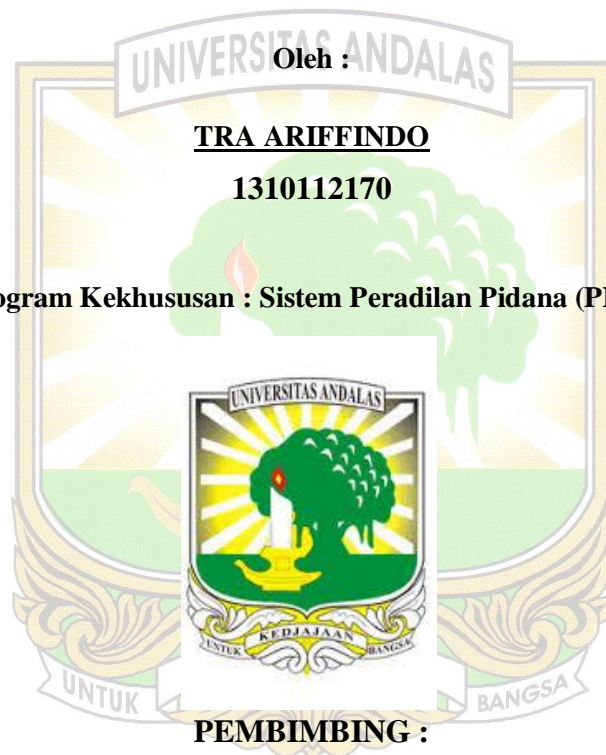 UNIVERSITAS ANDALAS
Oleh :
TRA ARIFFINDO
1310112170
ogram Kekhususan : Sistem Peradilan Pidana
UNIVERSITAS ANDALAS
UNTUK KEDJAJAAN BANGSA
UNTUK BANGSA
PEMBIMBING :